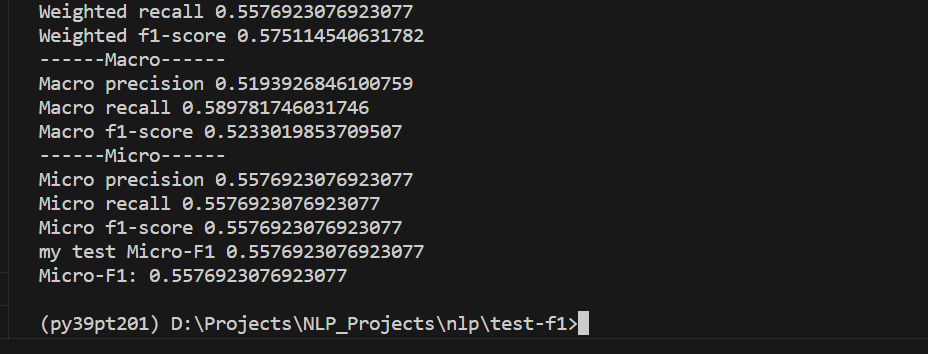 Weighted recall 0.5576923076923077
Weighted f1-score 0.575114540631782
------Macro------
Macro precision 0.5193926846100759
Macro recall 0.589781746031746
Macro f1-score 0.5233019853709507
------Micro------
Micro precision 0.5576923076923077
Micro recall 0.5576923076923077
Micro f1-score 0.5576923076923077
my test Micro-F1 0.5576923076923077
Micro-F1: 0.5576923076923077
(py39pt201) D:\Projects\NLP_Projects\nlp\test-f1>